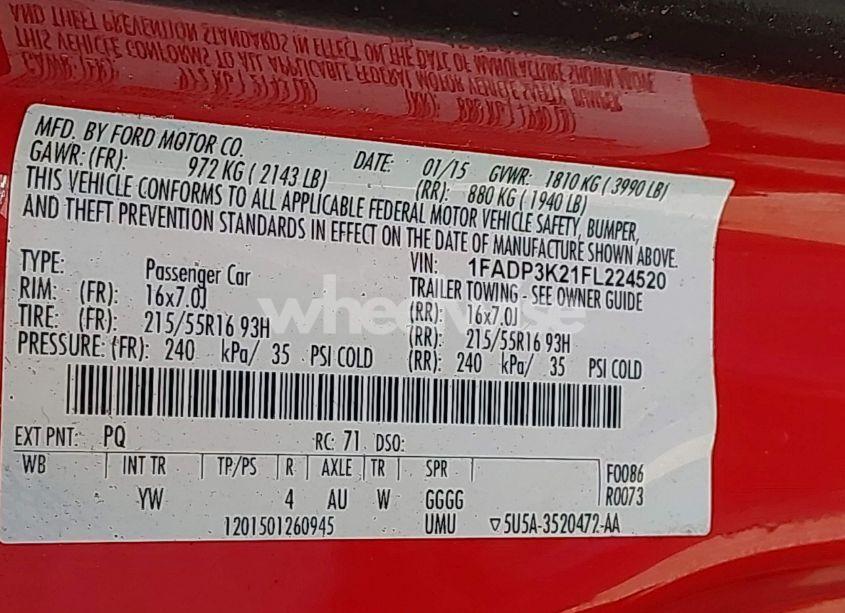 MFD. BY FORD MOTOR CO.
DATE: 01/15 GVWR: 1810 KG ( 3990 LB)
GAWR: (FR): 972 KG ( 2143 LB) (RR): 880 KG ( 1940 LB)
THIS VEHICLE CONFORMS TO ALL APPLICABLE FEDERAL MOTOR VEHICLE SAFETY, BUMPER,
AND THEFT PREVENTION STANDARDS IN EFFECT ON THE DATE OF MANUFACTURE SHOWN ABOVE.
VIN: 1FADP3K21FL224520
TYPE: Passenger Car TRAILER TOWING - SEE OWNER GUIDE
RIM: (FR): 16x7.0J (RR): 16x7.0J
TIRE: (FR): 215/55R16 93H (RR): 215/55R16 93H
PRESSURE: (FR): 240 kPa/ 35 PSI COLD (RR): 240 kPa/ 35 PSI COLD
wheelwise
EXT PNT: PQ RC: 71 DSO:
WB INT TR TP/PS R AXLE TR SPR F0086
YW 4 AU W GGGG R0073
1201501260945 UMU ▽5U5A-3520472-AA